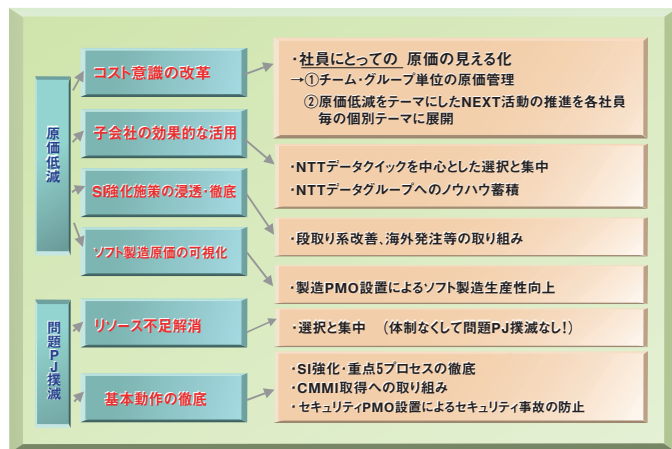 原価低減
コスト意識の改革
・社員にとっての 原価の見える化
→①チーム・グループ単位の原価管理
②原価低減をテーマにしたNEXT活動の推進を各社員
毎の個別テーマに展開
子会社の効果的な活用
・NTTデータクイックを中心とした選択と集中
・NTTデータグループへのノウハウ蓄積
SI強化施策の浸透・徹底
・段取り系改善、海外発注等の取り組み
ソフト製造原価の可視化
・製造PMO設置によるソフト製造生産性向上
問題PJ撲滅
リソース不足解消
・選択と集中 （体制なくして問題PJ撲滅なし！）
基本動作の徹底
・SI強化・重点5プロセスの徹底
・CMMI取得への取り組み
・セキュリティPMO設置によるセキュリティ事故の防止